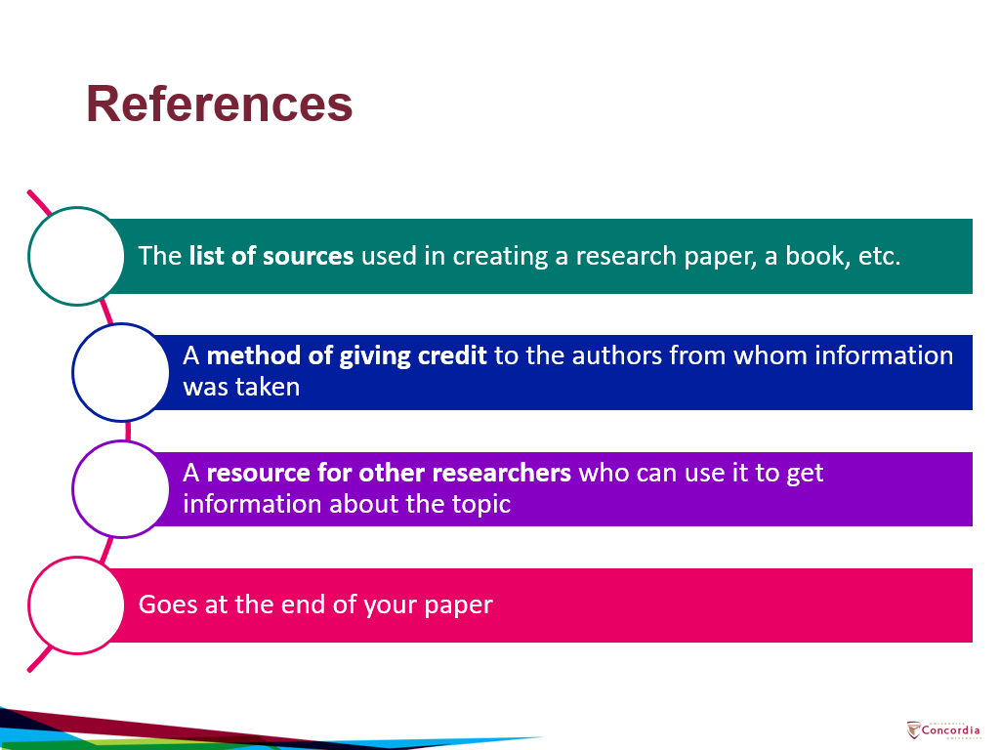 References
The list of sources used in creating a research paper, a book, etc.
A method of giving credit to the authors from whom information
was taken
A resource for other researchers who can use it to get
information about the topic
Goes at the end of your paper
UNIVERSITÉ
Concordia
UNIVERSITY